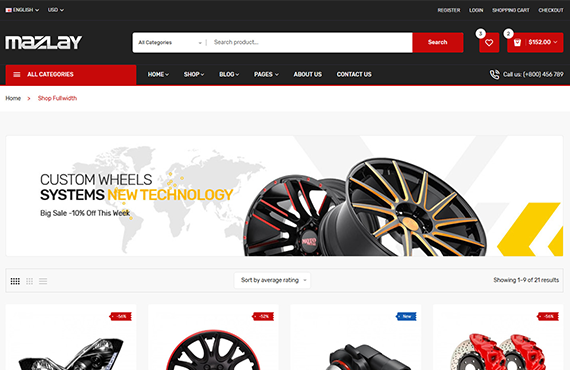 ENGLISH USD REGISTER LOGIN SHOPPING CART CHECKOUT
MAZLAY All Categories Search product... Search 3 2 $152.00
ALL CATEGORIES HOME SHOP BLOG PAGES ABOUT US CONTACT US Call us: (+800) 456 789
Home > Shop Fullwidth
CUSTOM WHEELS
SYSTEMS NEW TECHNOLOGY
Big Sale -10% Off This Week
Sort by average rating Showing 1-9 of 21 results
-56% -52% New -56%